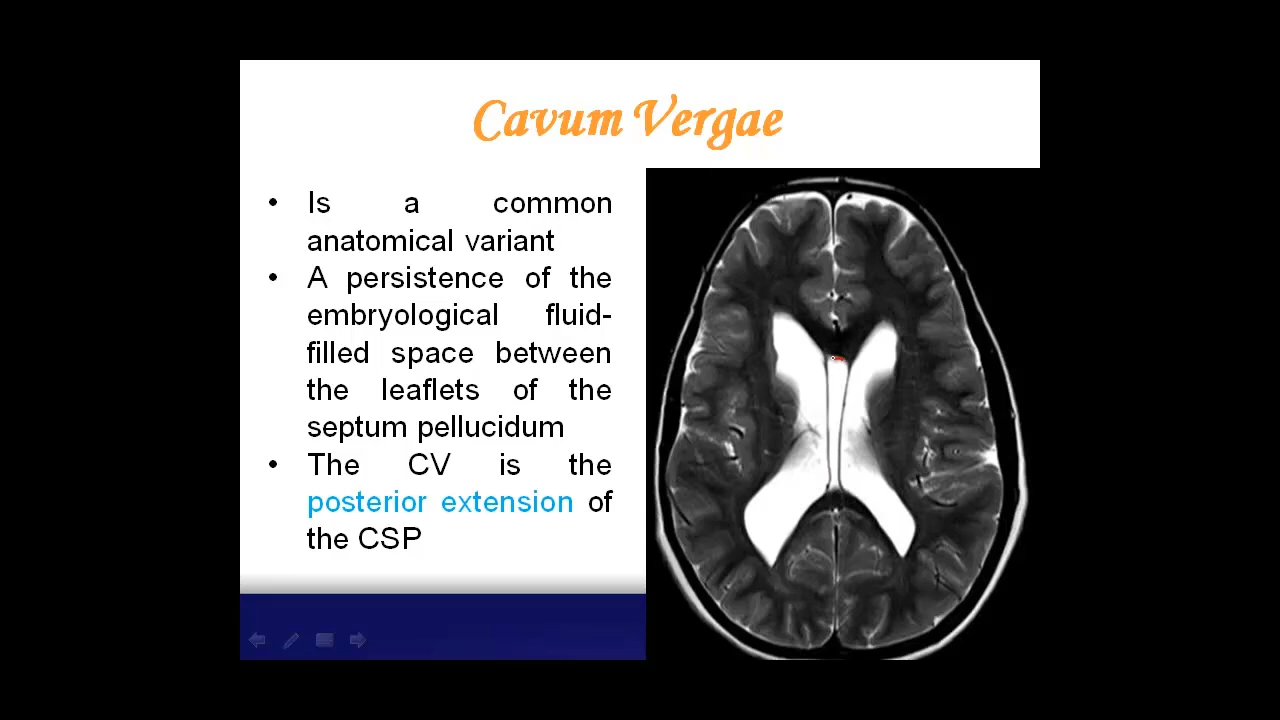 Cavum Vergae
• Is a common
anatomical variant
• A persistence of the
embryological fluid-
filled space between
the leaflets of the
septum pellucidum
• The CV is the
posterior extension of
the CSP